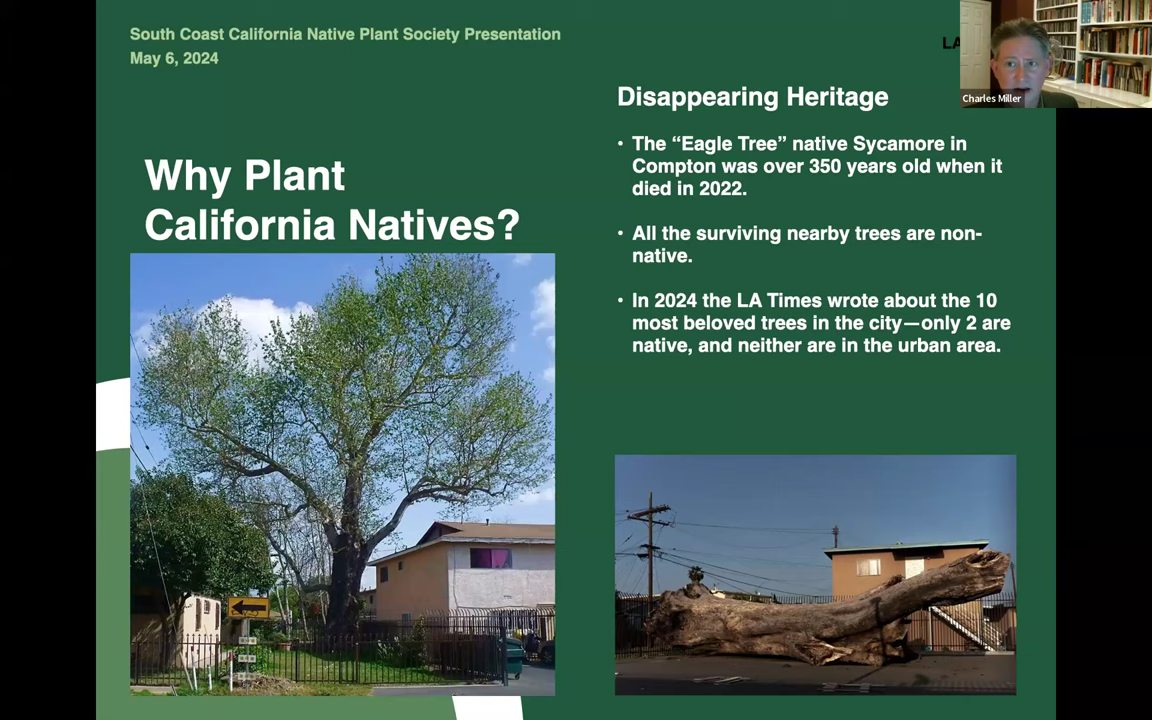 South Coast California Native Plant Society Presentation
May 6, 2024
LA
Charles Miller
Why Plant
California Natives?
Disappearing Heritage
• The “Eagle Tree” native Sycamore in
Compton was over 350 years old when it
died in 2022.
• All the surviving nearby trees are non-
native.
• In 2024 the LA Times wrote about the 10
most beloved trees in the city—only 2 are
native, and neither are in the urban area.